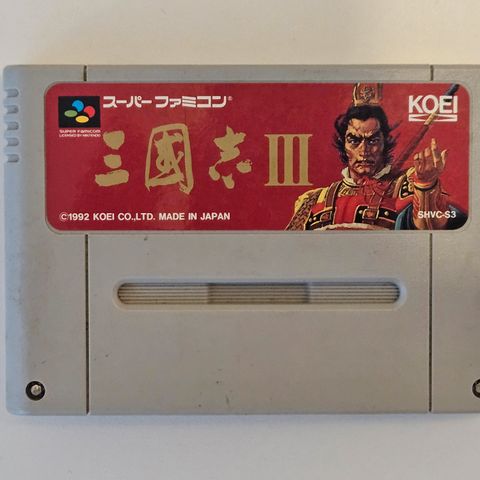 スーパーファミコン®
KOEI
SUPER FAMICOM
LICENSED BY NINTENDO
三國志III
©1992 KOEI CO.,LTD. MADE IN JAPAN
SHVC-S3